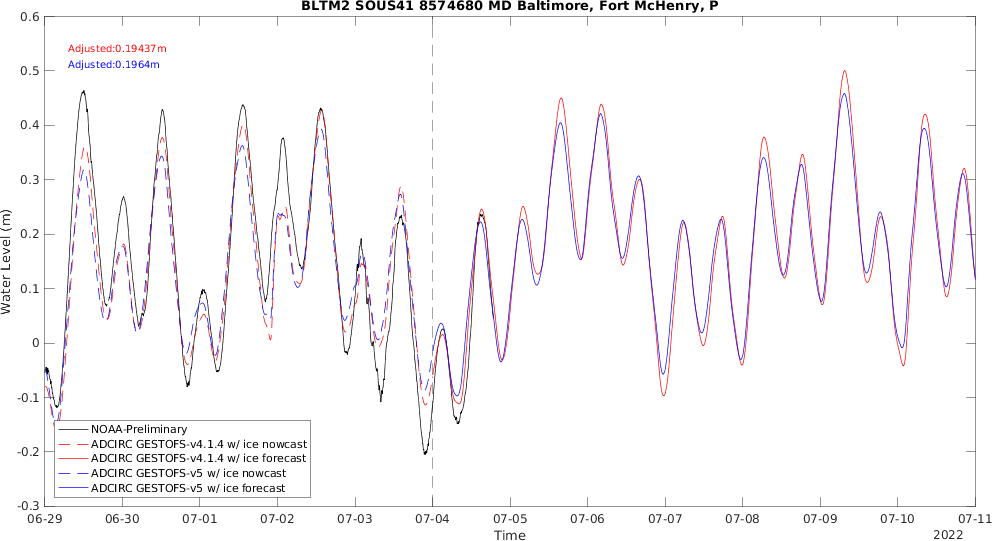 BLTM2 SOUS41 8574680 MD Baltimore, Fort McHenry, P
Adjusted:0.19437m
Adjusted:0.1964m
Water Level (m)
0.6
0.5
0.4
0.3
0.2
0.1
0
-0.1
-0.2
-0.3
NOAA-Preliminary
ADCIRC GESTOFS-v4.1.4 w/ ice nowcast
ADCIRC GESTOFS-v4.1.4 w/ ice forecast
ADCIRC GESTOFS-v5 w/ ice nowcast
ADCIRC GESTOFS-v5 w/ ice forecast
06-29 06-30 07-01 07-02 07-03 07-04 07-05 07-06 07-07 07-08 07-09 07-10 07-11
Time
2022